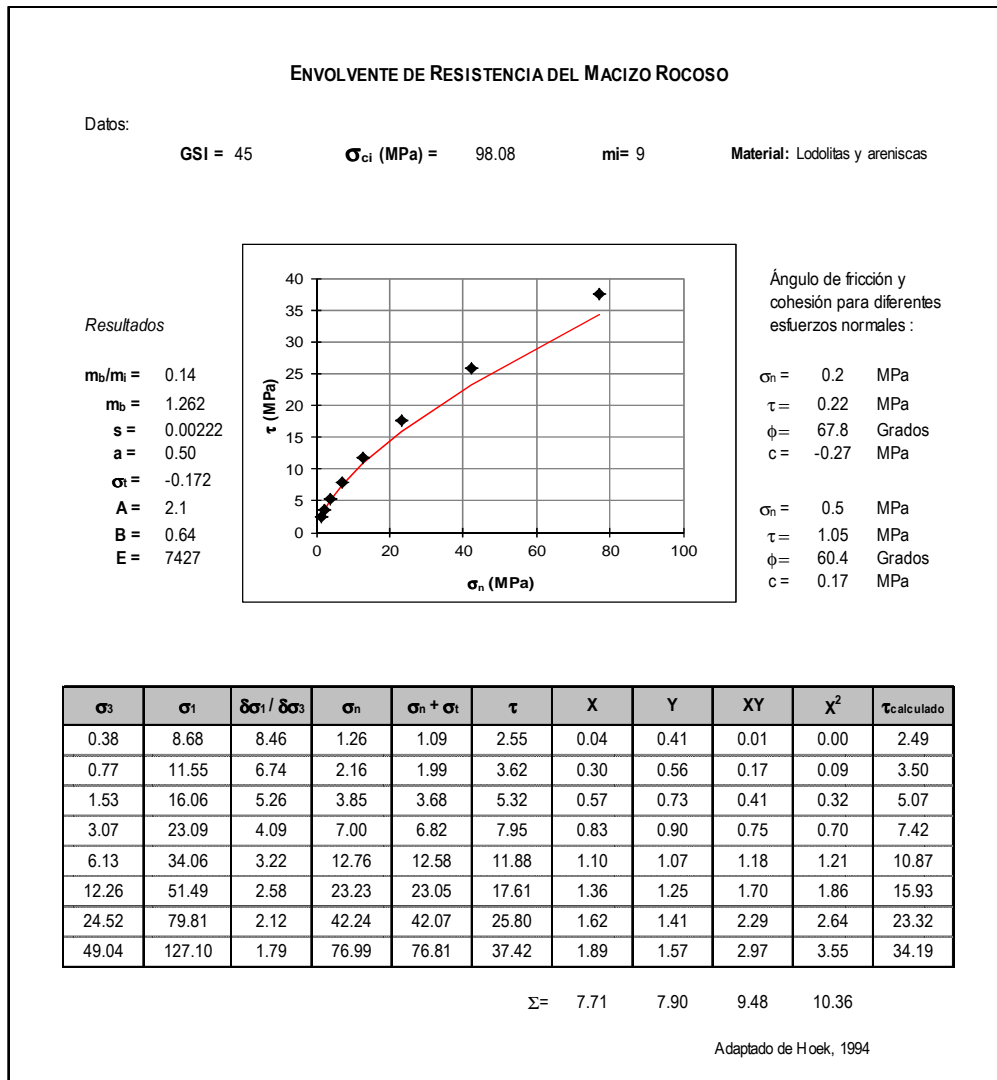 ENVOLVENTE DE RESISTENCIA DEL MACIZO ROCOSO
Datos:
GSI = 45 σci (MPa) = 98.08 mi= 9 Material: Lodolitas y areniscas
Resultados
mb/mi = 0.14
mb = 1.262
s = 0.00222
a = 0.50
σt = -0.172
A = 2.1
B = 0.64
E = 7427
τ (MPa)
40
35
30
25
20
15
10
5
0
0 20 40 60 80 100
σn (MPa)
Ángulo de fricción y
cohesión para diferentes
esfuerzos normales :
σn = 0.2 MPa
τ = 0.22 MPa
ϕ= 67.8 Grados
c = -0.27 MPa
σn = 0.5 MPa
τ = 1.05 MPa
ϕ= 60.4 Grados
c = 0.17 MPa
σ3 σ1 δσ1 / δσ3 σn σn + σt τ X Y XY X² τcalculado
0.38 8.68 8.46 1.26 1.09 2.55 0.04 0.41 0.01 0.00 2.49
0.77 11.55 6.74 2.16 1.99 3.62 0.30 0.56 0.17 0.09 3.50
1.53 16.06 5.26 3.85 3.68 5.32 0.57 0.73 0.41 0.32 5.07
3.07 23.09 4.09 7.00 6.82 7.95 0.83 0.90 0.75 0.70 7.42
6.13 34.06 3.22 12.76 12.58 11.88 1.10 1.07 1.18 1.21 10.87
12.26 51.49 2.58 23.23 23.05 17.61 1.36 1.25 1.70 1.86 15.93
24.52 79.81 2.12 42.24 42.07 25.80 1.62 1.41 2.29 2.64 23.32
49.04 127.10 1.79 76.99 76.81 37.42 1.89 1.57 2.97 3.55 34.19
Σ= 7.71 7.90 9.48 10.36
Adaptado de Hoek, 1994